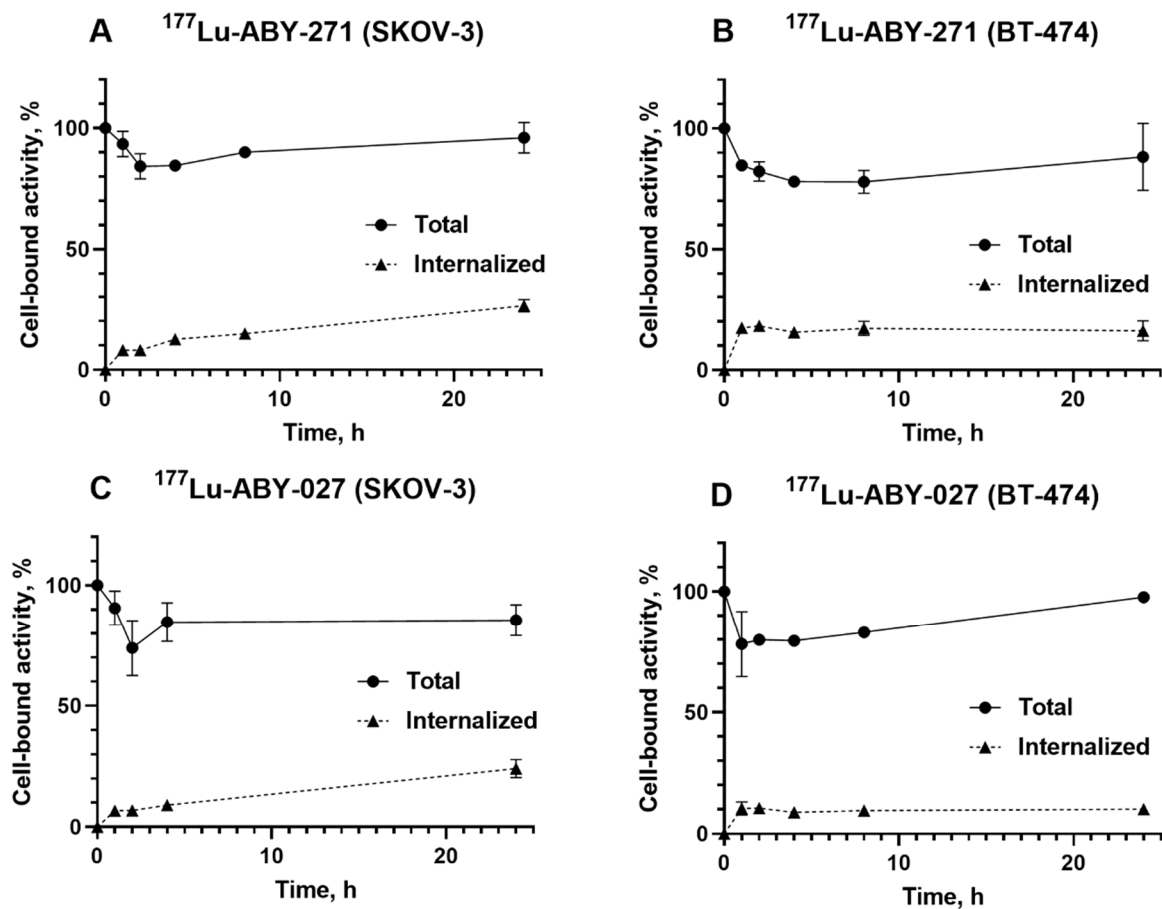 A ¹⁷⁷Lu-ABY-271 (SKOV-3)
Cell-bound activity, %
100
50
0
Total
Internalized
0 10 20
Time, h
B ¹⁷⁷Lu-ABY-271 (BT-474)
Cell-bound activity, %
100
50
0
Total
Internalized
0 10 20
Time, h
C ¹⁷⁷Lu-ABY-027 (SKOV-3)
Cell-bound activity, %
100
50
0
Total
Internalized
0 10 20
Time, h
D ¹⁷⁷Lu-ABY-027 (BT-474)
Cell-bound activity, %
100
50
0
Total
Internalized
0 10 20
Time, h